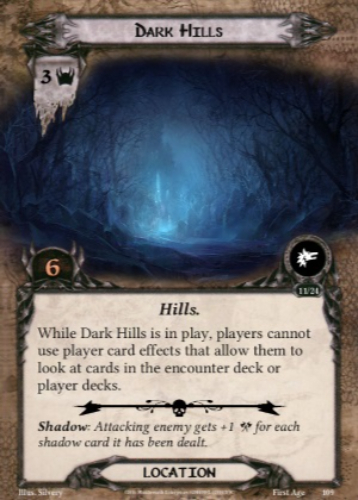 Dark Hills
3
6
11/24
Hills.
While Dark Hills is in play, players cannot
use player card effects that allow them to
look at cards in the encounter deck or
player decks.
Shadow: Attacking enemy gets +1 for each
shadow card it has been dealt.
Illus.
LOCATION
First Age